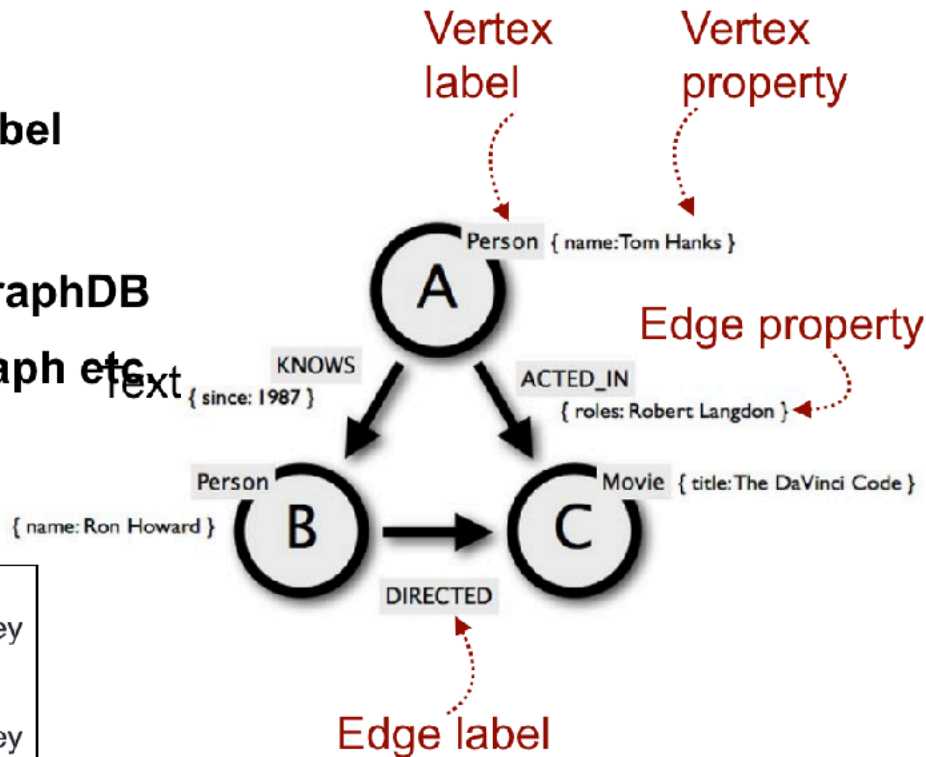 Vertex label
Vertex property
bel
Person { name:Tom Hanks }
A
raphDB
Edge property
aph etc.
Text
KNOWS
{ since: 1987 }
ACTED_IN
{ roles: Robert Langdon }
Person
Movie { title:The DaVinci Code }
{ name: Ron Howard }
B
C
DIRECTED
ey
ey
Edge label